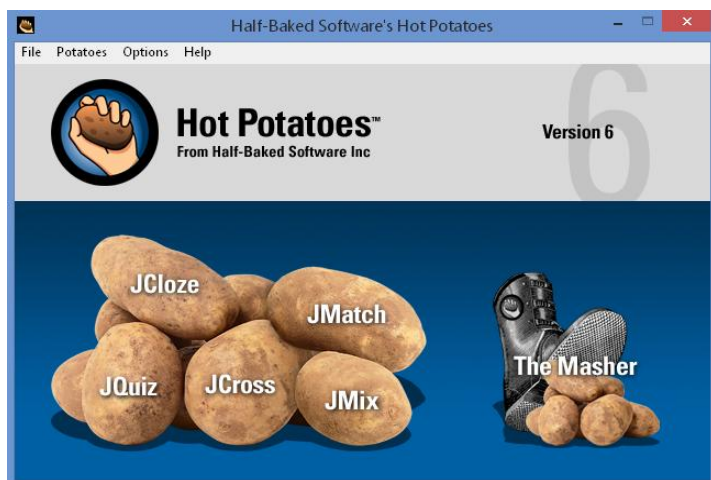 Half-Baked Software's Hot Potatoes
File Potatoes Options Help
Hot Potatoes™
From Half-Baked Software Inc
Version 6
6
JCloze
JMatch
JQuiz
JCross
JMix
The Masher